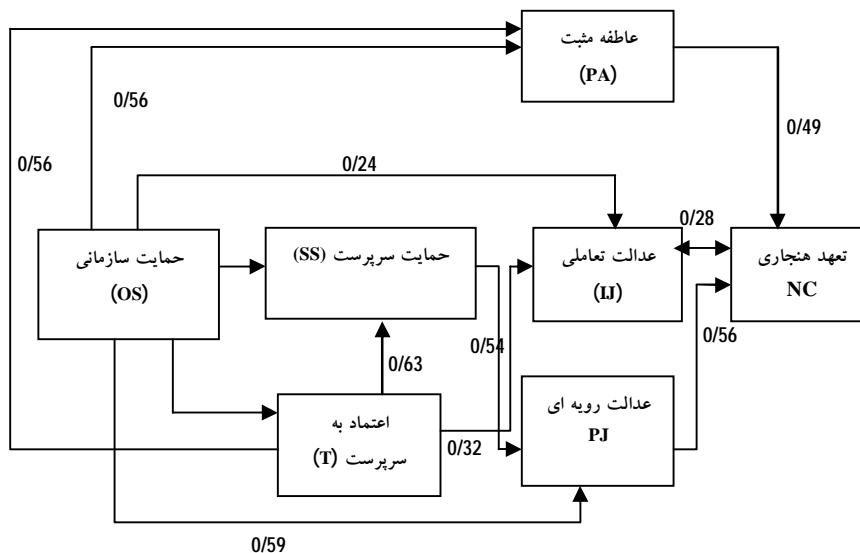 عاطفه مثبت
(PA)
0/56
0/49
0/56
0/24
0/28
حمایت سازمانی
(OS)
حمایت سرپرست (SS)
عدالت تعاملی
(IJ)
تعهد هنجاری
NC
0/63
0/54
0/56
اعتماد به
سرپرست (T)
0/32
عدالت رویه ای
PJ
0/59